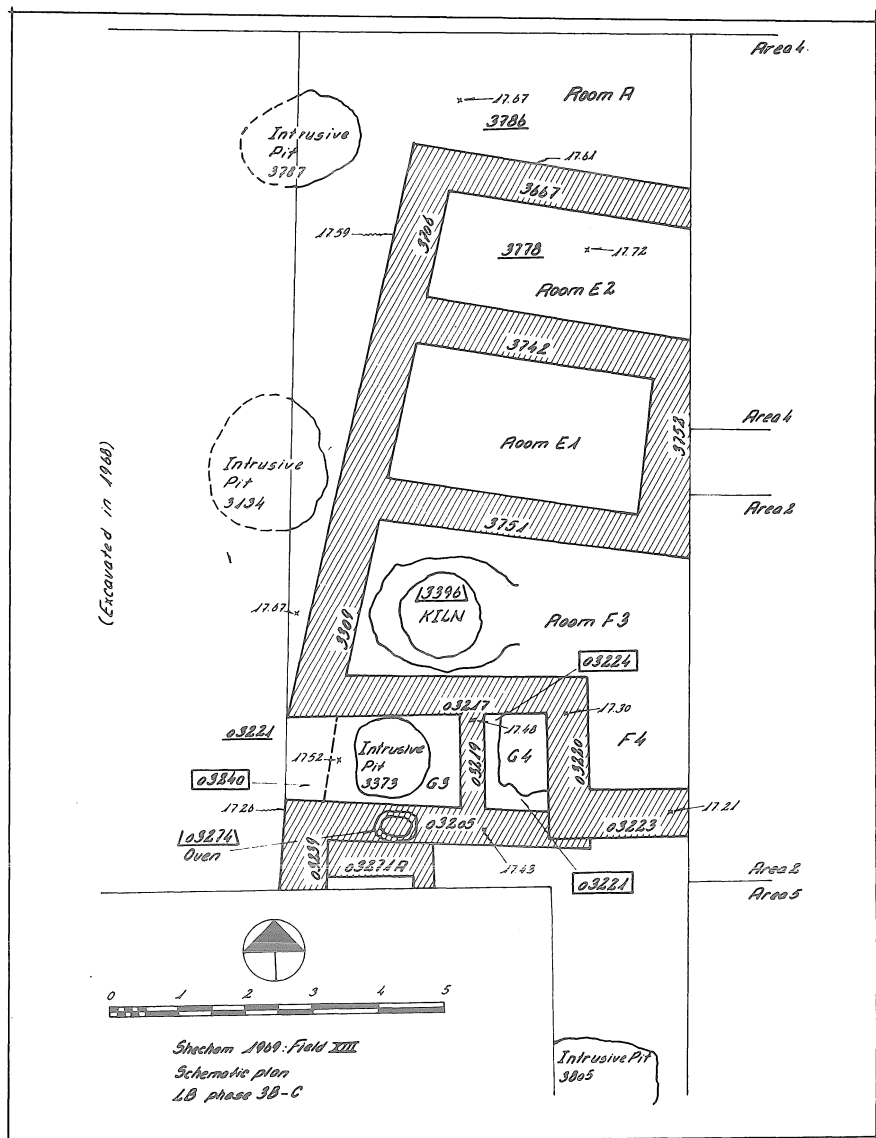 Area 4.
Room A
17.67
3786
Intrusive
Pit
3787
17.61
3667
3706
17.59
3778
17.72
Room E2
3742
Area 4
3758
Room E1
(Excavated in 1968)
Intrusive
Pit
3134
Area 2
3751
3396
KILN
17.67
Room F3
3309
03224
03217
17.30
03221
17.48
F4
17.52
Intrusive
Pit
3373
G3
03219
G4
03220
03240
17.26
17.21
03205
03223
03274
Oven
03239
03271A
17.43
03221
Area 2
Area 5
0 1 2 3 4 5
Shechem 1969: Field XIII
Schematic plan
LB phase 3B-C
Intrusive Pit
3805